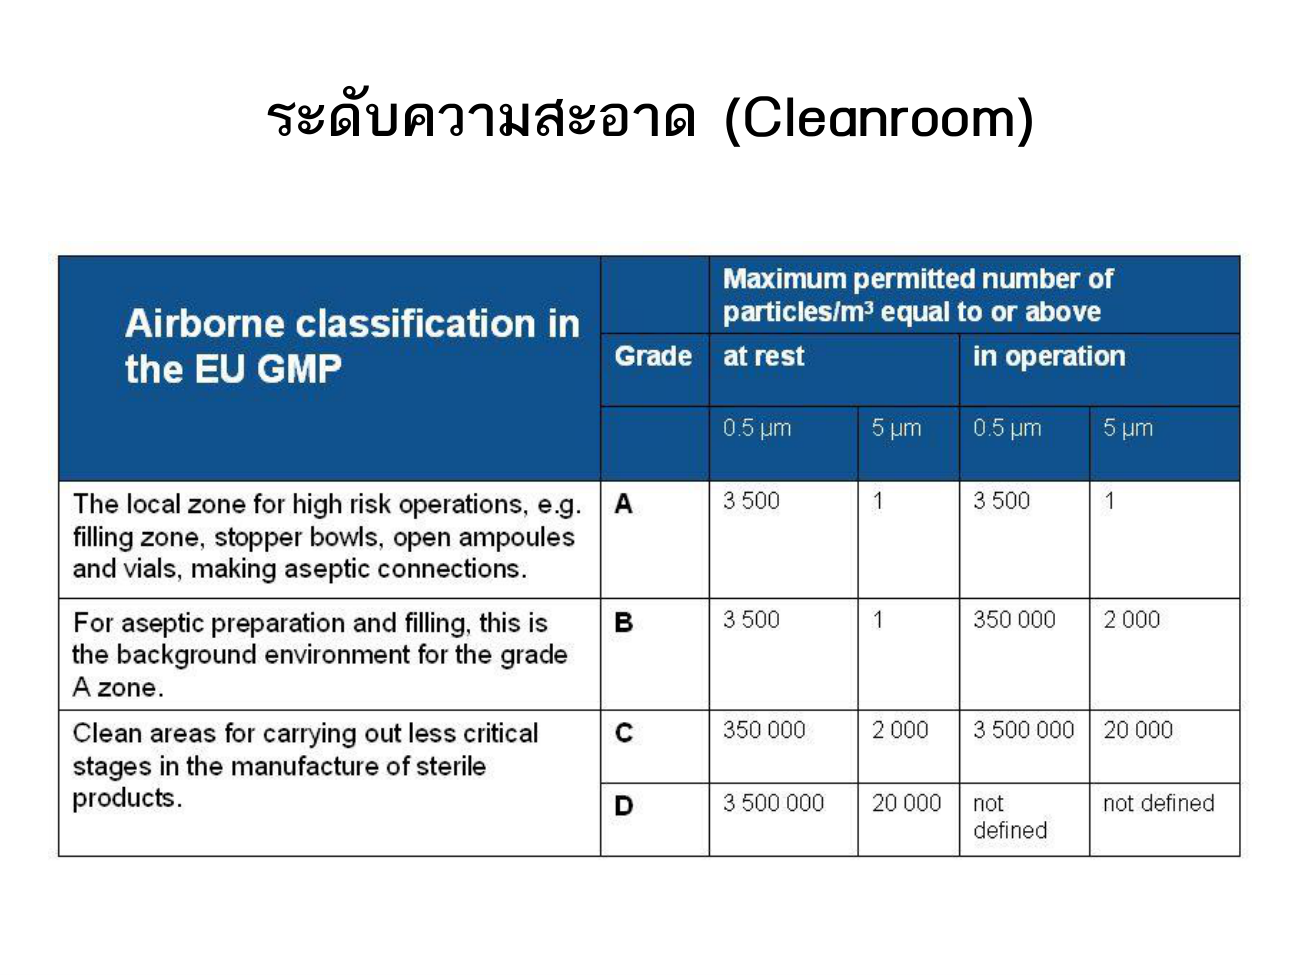 ระดับความสะอาด (Cleanroom)
Airborne classification in
the EU GMP
Maximum permitted number of
particles/m³ equal to or above
Grade
at rest
in operation
0.5 µm
5 µm
0.5 µm
5 µm
The local zone for high risk operations, e.g.
filling zone, stopper bowls, open ampoules
and vials, making aseptic connections.
A
3 500
1
3 500
1
For aseptic preparation and filling, this is
the background environment for the grade
A zone.
B
3 500
1
350 000
2 000
Clean areas for carrying out less critical
stages in the manufacture of sterile
products.
C
350 000
2 000
3 500 000
20 000
D
3 500 000
20 000
not
defined
not defined